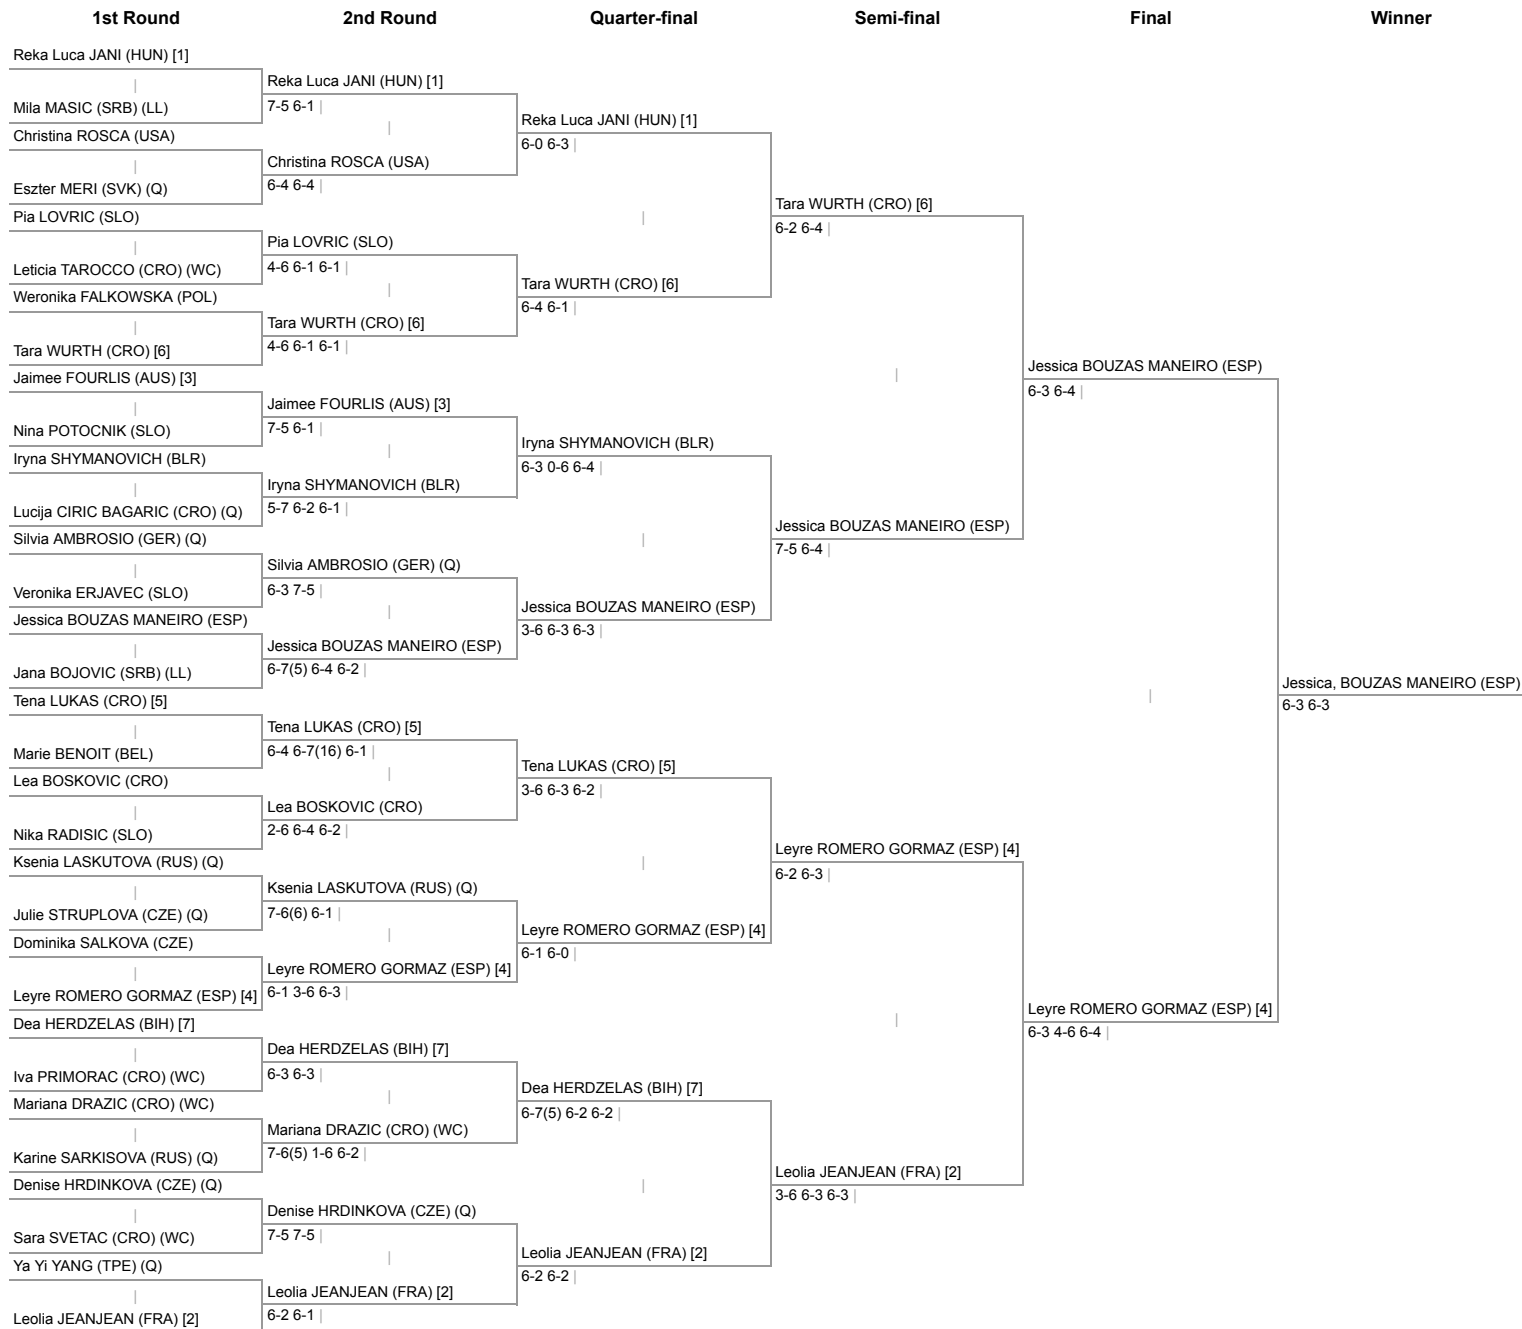 1st Round
2nd Round
Quarter-final
Semi-final
Final
Winner
Reka Luca JANI (HUN) [1]
Mila MASIC (SRB) (LL)
Christina ROSCA (USA)
Eszter MERI (SVK) (Q)
Pia LOVRIC (SLO)
Leticia TAROCCO (CRO) (WC)
Weronika FALKOWSKA (POL)
Tara WURTH (CRO) [6]
Jaimee FOURLIS (AUS) [3]
Nina POTOCNIK (SLO)
Iryna SHYMANOVICH (BLR)
Lucija CIRIC BAGARIC (CRO) (Q)
Silvia AMBROSIO (GER) (Q)
Veronika ERJAVEC (SLO)
Jessica BOUZAS MANEIRO (ESP)
Jana BOJOVIC (SRB) (LL)
Tena LUKAS (CRO) [5]
Marie BENOIT (BEL)
Lea BOSKOVIC (CRO)
Nika RADISIC (SLO)
Ksenia LASKUTOVA (RUS) (Q)
Julie STRUPLOVA (CZE) (Q)
Dominika SALKOVA (CZE)
Leyre ROMERO GORMAZ (ESP) [4]
Dea HERDZELAS (BIH) [7]
Iva PRIMORAC (CRO) (WC)
Mariana DRAZIC (CRO) (WC)
Karine SARKISOVA (RUS) (Q)
Denise HRDINKOVA (CZE) (Q)
Sara SVETAC (CRO) (WC)
Ya Yi YANG (TPE) (Q)
Leolia JEANJEAN (FRA) [2]
Reka Luca JANI (HUN) [1]
7-5 6-1 |
Christina ROSCA (USA)
6-4 6-4 |
Pia LOVRIC (SLO)
4-6 6-1 6-1 |
Tara WURTH (CRO) [6]
4-6 6-1 6-1 |
Jaimee FOURLIS (AUS) [3]
7-5 6-1 |
Iryna SHYMANOVICH (BLR)
5-7 6-2 6-1 |
Silvia AMBROSIO (GER) (Q)
6-3 7-5 |
Jessica BOUZAS MANEIRO (ESP)
6-7(5) 6-4 6-2 |
Tena LUKAS (CRO) [5]
6-4 6-7(16) 6-1 |
Lea BOSKOVIC (CRO)
2-6 6-4 6-2 |
Ksenia LASKUTOVA (RUS) (Q)
7-6(6) 6-1 |
Leyre ROMERO GORMAZ (ESP) [4]
6-1 3-6 6-3 |
Dea HERDZELAS (BIH) [7]
6-3 6-3 |
Mariana DRAZIC (CRO) (WC)
7-6(5) 1-6 6-2 |
Denise HRDINKOVA (CZE) (Q)
7-5 7-5 |
Leolia JEANJEAN (FRA) [2]
6-2 6-1 |
Reka Luca JANI (HUN) [1]
6-0 6-3 |
Tara WURTH (CRO) [6]
6-4 6-1 |
Iryna SHYMANOVICH (BLR)
6-3 0-6 6-4 |
Jessica BOUZAS MANEIRO (ESP)
3-6 6-3 6-3 |
Tena LUKAS (CRO) [5]
3-6 6-3 6-2 |
Leyre ROMERO GORMAZ (ESP) [4]
6-1 6-0 |
Dea HERDZELAS (BIH) [7]
6-7(5) 6-2 6-2 |
Leolia JEANJEAN (FRA) [2]
6-2 6-2 |
Tara WURTH (CRO) [6]
6-2 6-4 |
Jessica BOUZAS MANEIRO (ESP)
7-5 6-4 |
Leyre ROMERO GORMAZ (ESP) [4]
6-2 6-3 |
Leolia JEANJEAN (FRA) [2]
3-6 6-3 6-3 |
Jessica BOUZAS MANEIRO (ESP)
6-3 6-4 |
Leyre ROMERO GORMAZ (ESP) [4]
6-3 4-6 6-4 |
Jessica, BOUZAS MANEIRO (ESP)
6-3 6-3